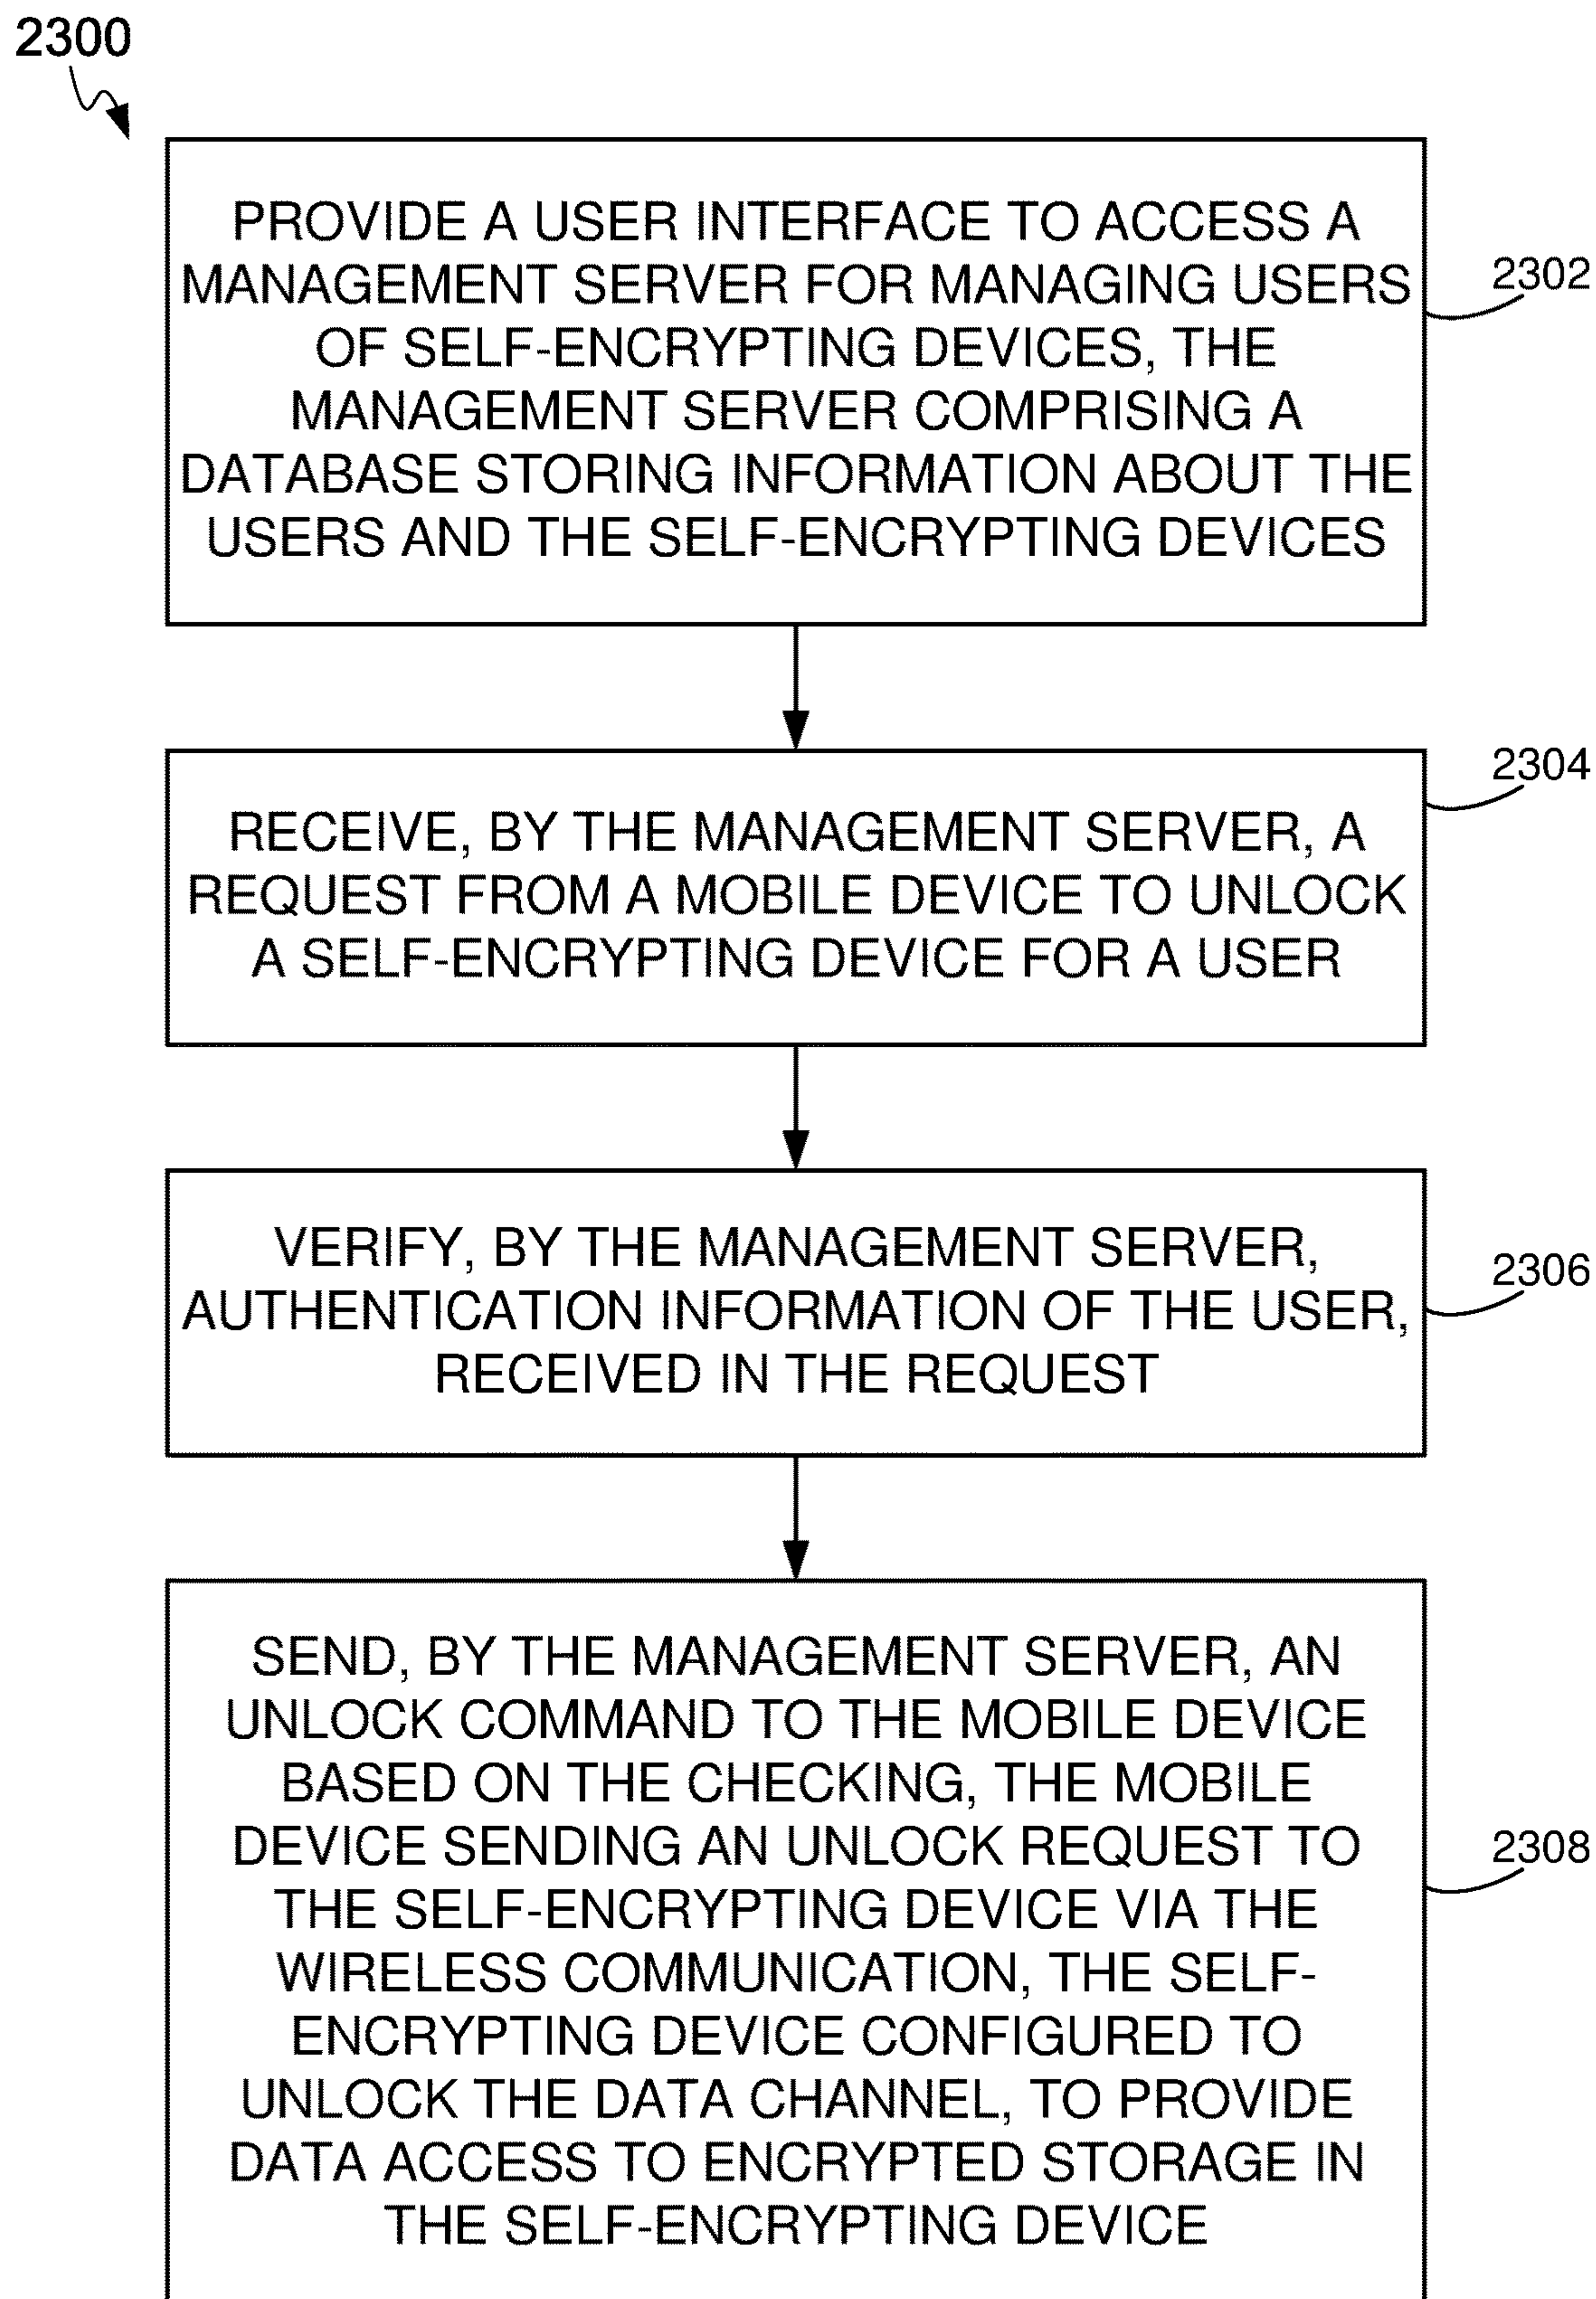 2300
PROVIDE A USER INTERFACE TO ACCESS A
MANAGEMENT SERVER FOR MANAGING USERS
OF SELF-ENCRYPTING DEVICES, THE
MANAGEMENT SERVER COMPRISING A
DATABASE STORING INFORMATION ABOUT THE
USERS AND THE SELF-ENCRYPTING DEVICES
2302
RECEIVE, BY THE MANAGEMENT SERVER, A
REQUEST FROM A MOBILE DEVICE TO UNLOCK
A SELF-ENCRYPTING DEVICE FOR A USER
2304
VERIFY, BY THE MANAGEMENT SERVER,
AUTHENTICATION INFORMATION OF THE USER,
RECEIVED IN THE REQUEST
2306
SEND, BY THE MANAGEMENT SERVER, AN
UNLOCK COMMAND TO THE MOBILE DEVICE
BASED ON THE CHECKING, THE MOBILE
DEVICE SENDING AN UNLOCK REQUEST TO
THE SELF-ENCRYPTING DEVICE VIA THE
WIRELESS COMMUNICATION, THE SELF-
ENCRYPTING DEVICE CONFIGURED TO
UNLOCK THE DATA CHANNEL, TO PROVIDE
DATA ACCESS TO ENCRYPTED STORAGE IN
THE SELF-ENCRYPTING DEVICE
2308